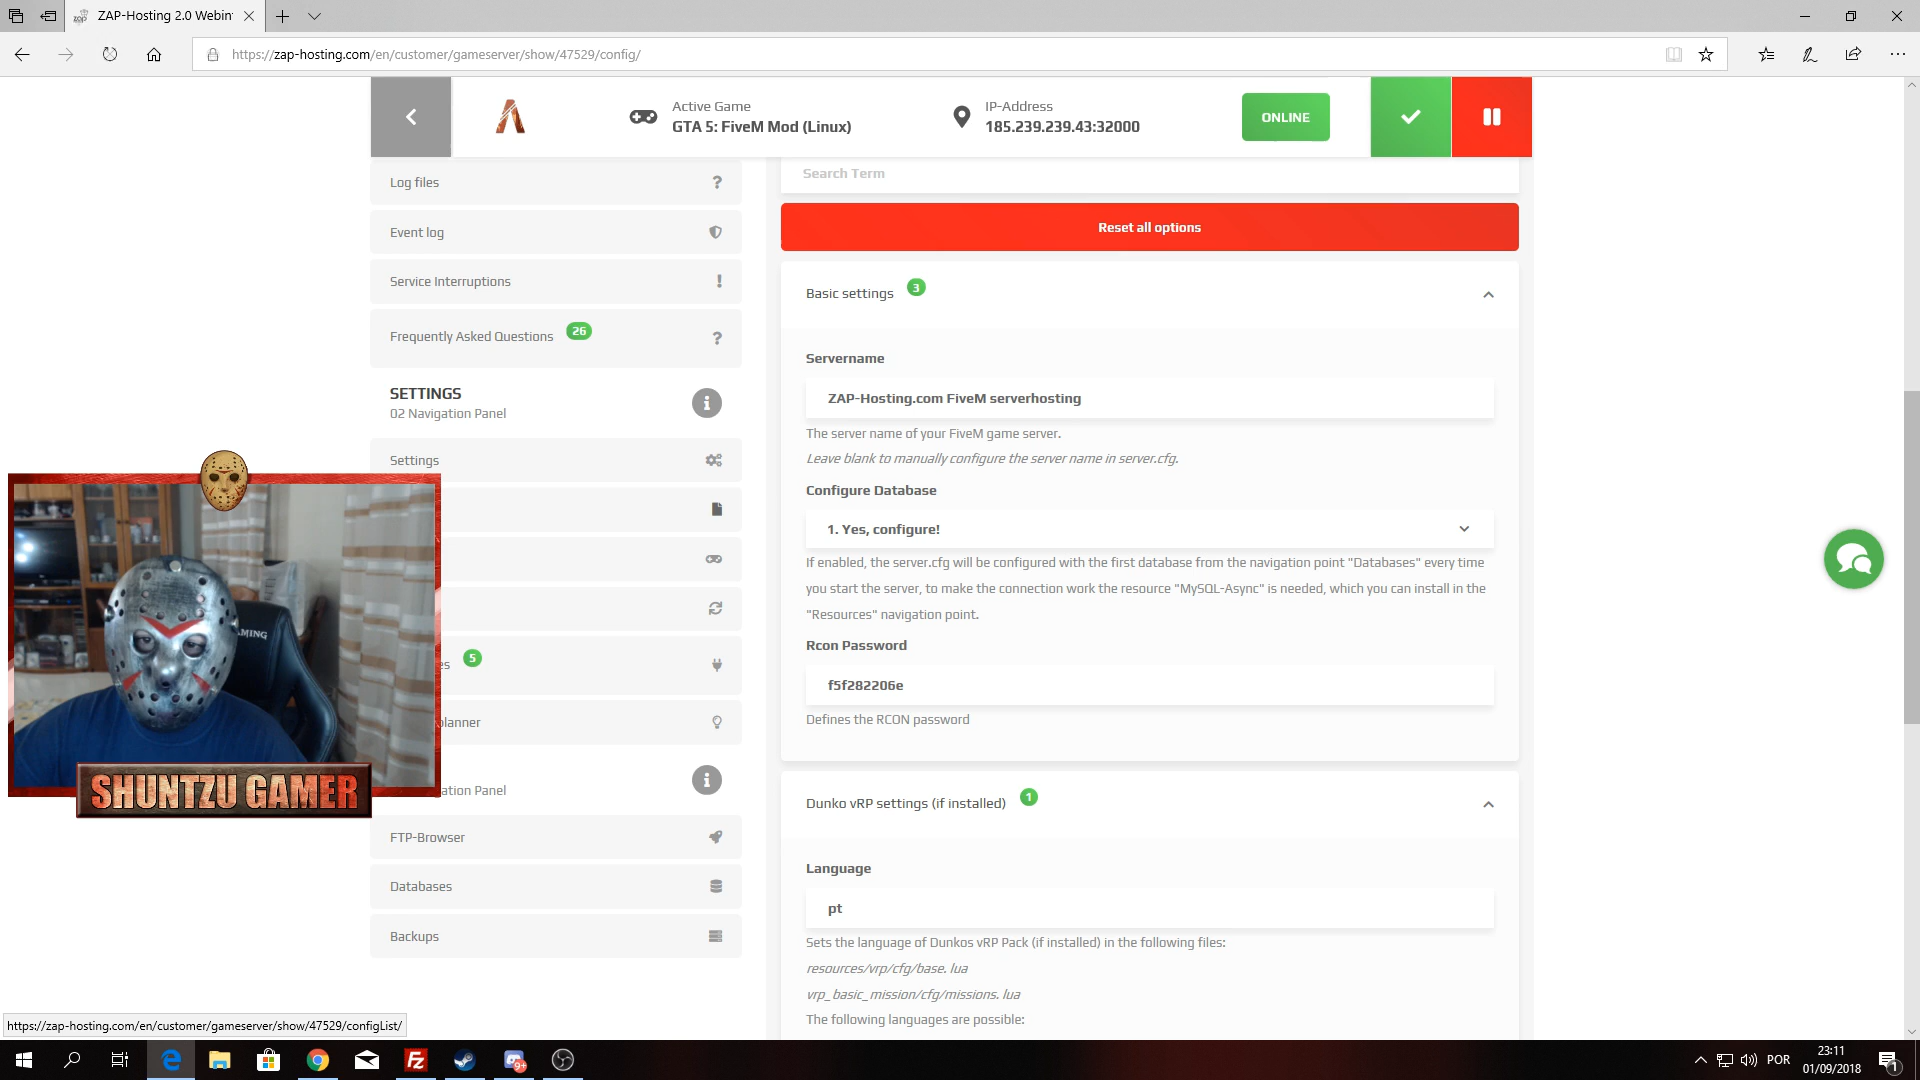 ZAP-Hosting 2.0 Webin
https://zap-hosting.com/en/customer/gameserver/show/47529/config/
Active Game
GTA 5: FiveM Mod (Linux)
IP-Address
185.239.239.43:32000
ONLINE
Log files
Event log
Service Interruptions
Frequently Asked Questions 26
SETTINGS
02 Navigation Panel
Settings
es 5
planner
ation Panel
FTP-Browser
Databases
Backups
Search Term
Reset all options
Basic settings 3
Servername
ZAP-Hosting.com FiveM serverhosting
The server name of your FiveM game server.
Leave blank to manually configure the server name in server.cfg.
Configure Database
1. Yes, configure!
If enabled, the server.cfg will be configured with the first database from the navigation point "Databases" every time
you start the server, to make the connection work the resource "MySQL-Async" is needed, which you can install in the
"Resources" navigation point.
Rcon Password
f5f282206e
Defines the RCON password
Dunko vRP settings (if installed) 1
Language
pt
Sets the language of Dunkos vRP Pack (if installed) in the following files:
resources/vrp/cfg/base. lua
vrp_basic_mission/cfg/missions. lua
The following languages are possible:
AMING
SHUNTZU GAMER
https://zap-hosting.com/en/customer/gameserver/show/47529/configList/
9+
POR
23:11
01/09/2018
1